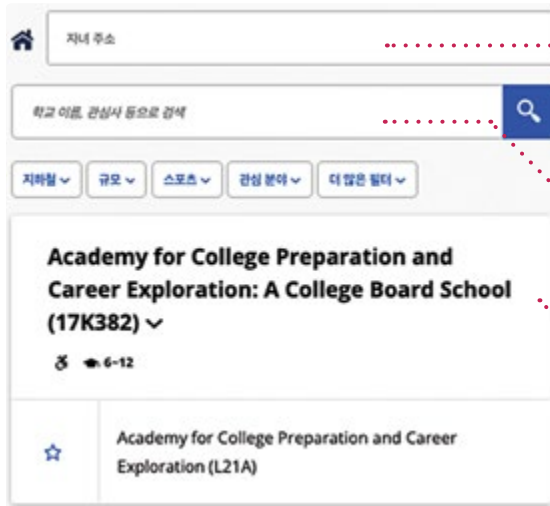 자녀 주소
학교 이름, 관심사 등으로 검색
지하철 규모 스포츠 관심 분야 더 많은 필터
Academy for College Preparation and
Career Exploration: A College Board School
(17K382)
6-12
Academy for College Preparation and Career
Exploration (L21A)